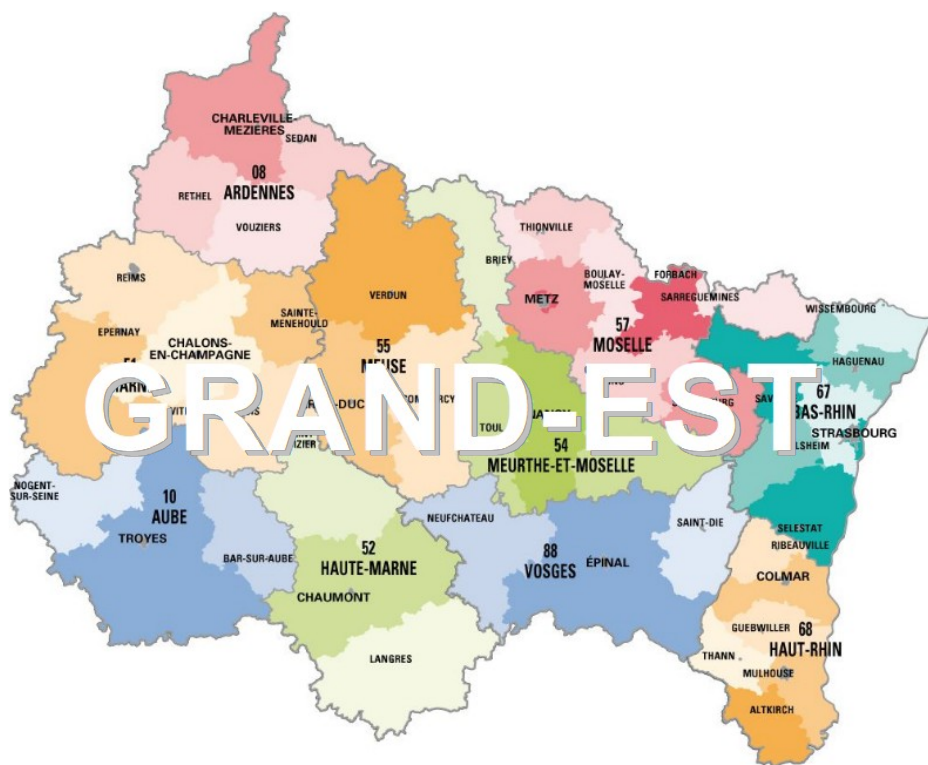 CHARLEVILLE-
MEZIÈRES
SEDAN
08
ARDENNES
RETHEL
VOUZIERS
THIONVILLE
BRIEY
REIMS
BOULAY-
MOSELLE
FORBACH
SARREGUEMINES
METZ
VERDUN
WISSEMBOURG
SAINTE-
MENEHOULD
EPERNAY
CHALONS-
EN-CHAMPAGNE
57
MOSELLE
55
MEUSE
HAGUENAU
67
BAS-RHIN
GRAND-EST
TOUL
STRASBOURG
54
MEURTHE-ET-MOSELLE
NOGENT-
SUR-SEINE
10
AUBE
TROYES
BAR-SUR-AUBE
NEUFCHATEAU
SAINT-DIE
SELESTAT
RIBEAUVILLE
52
HAUTE-MARNE
88
VOSGES
ÉPINAL
CHAUMONT
COLMAR
GUEBWILLER
68
HAUT-RHIN
LANGRES
THANN
MULHOUSE
ALTKIRCH